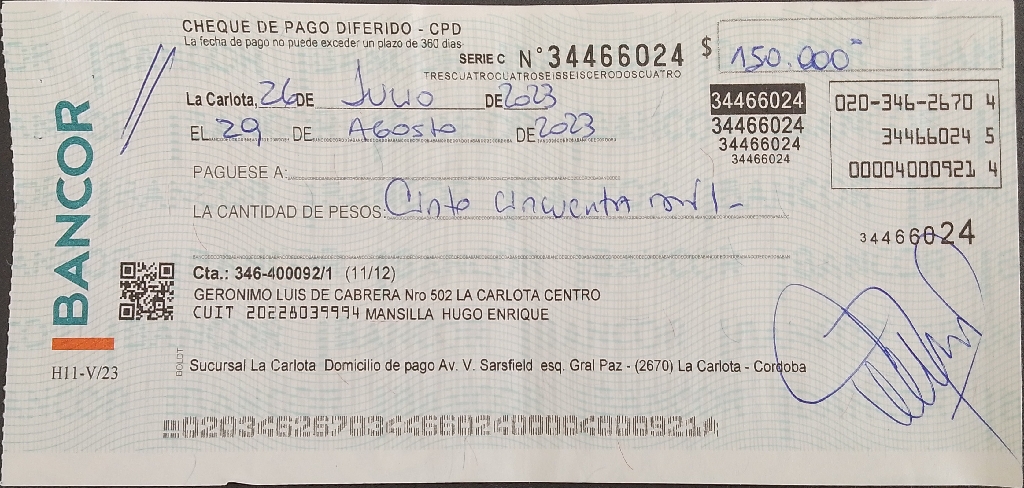 CHEQUE DE PAGO DIFERIDO - CPD
La fecha de pago no puede exceder un plazo de 360 días
SERIE C N° 34466024 $ 150.000
TRESCUATROCUATROSEISSEISCERODOSCUATRO
La Carlota, 26 DE Julio DE 2023
EL 29 DE Agosto DE 2023
34466024
34466024
34466024
34466024
020-346-2670 4
34466024 5
00004000921 4
PAGUESE A:
LA CANTIDAD DE PESOS: Cinto cincuenta mil -
34466024
BANCOR
Cta.: 346-400092/1 (11/12)
GERONIMO LUIS DE CABRERA Nro 502 LA CARLOTA CENTRO
CUIT 20228039994 MANSILLA HUGO ENRIQUE
H11-V/23
BOLDT
Sucursal La Carlota Domicilio de pago Av. V. Sarsfield esq. Gral Paz - (2670) La Carlota - Cordoba